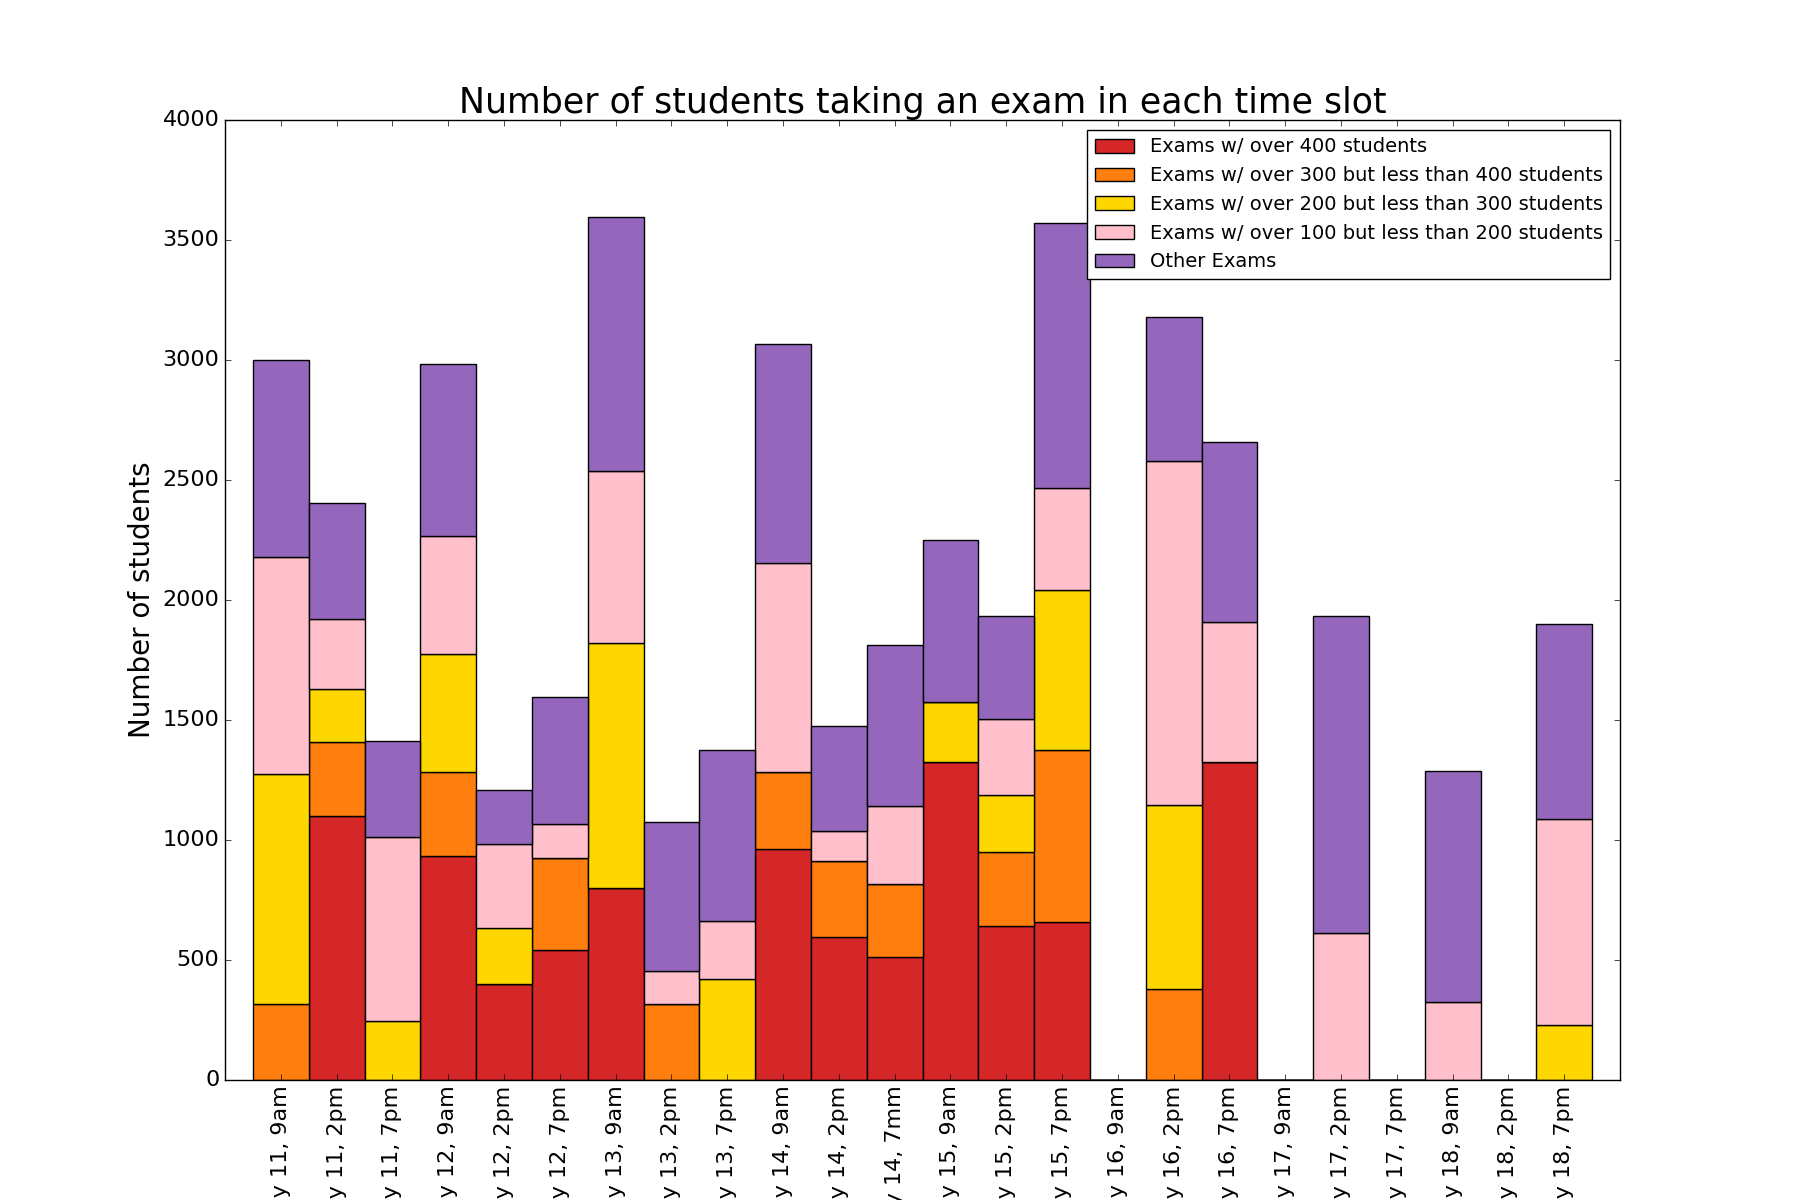 Number of students taking an exam in each time slot
Exams w/ over 400 students
Exams w/ over 300 but less than 400 students
Exams w/ over 200 but less than 300 students
Exams w/ over 100 but less than 200 students
Other Exams
Number of students
4000
3500
3000
2500
2000
1500
1000
500
0
y 11, 9am
y 11, 2pm
y 11, 7pm
y 12, 9am
y 12, 2pm
y 12, 7pm
y 13, 9am
y 13, 2pm
y 13, 7pm
y 14, 9am
y 14, 2pm
y 14, 7mm
y 15, 9am
y 15, 2pm
y 15, 7pm
y 16, 9am
y 16, 2pm
y 16, 7pm
y 17, 9am
y 17, 2pm
y 17, 7pm
y 18, 9am
y 18, 2pm
y 18, 7pm